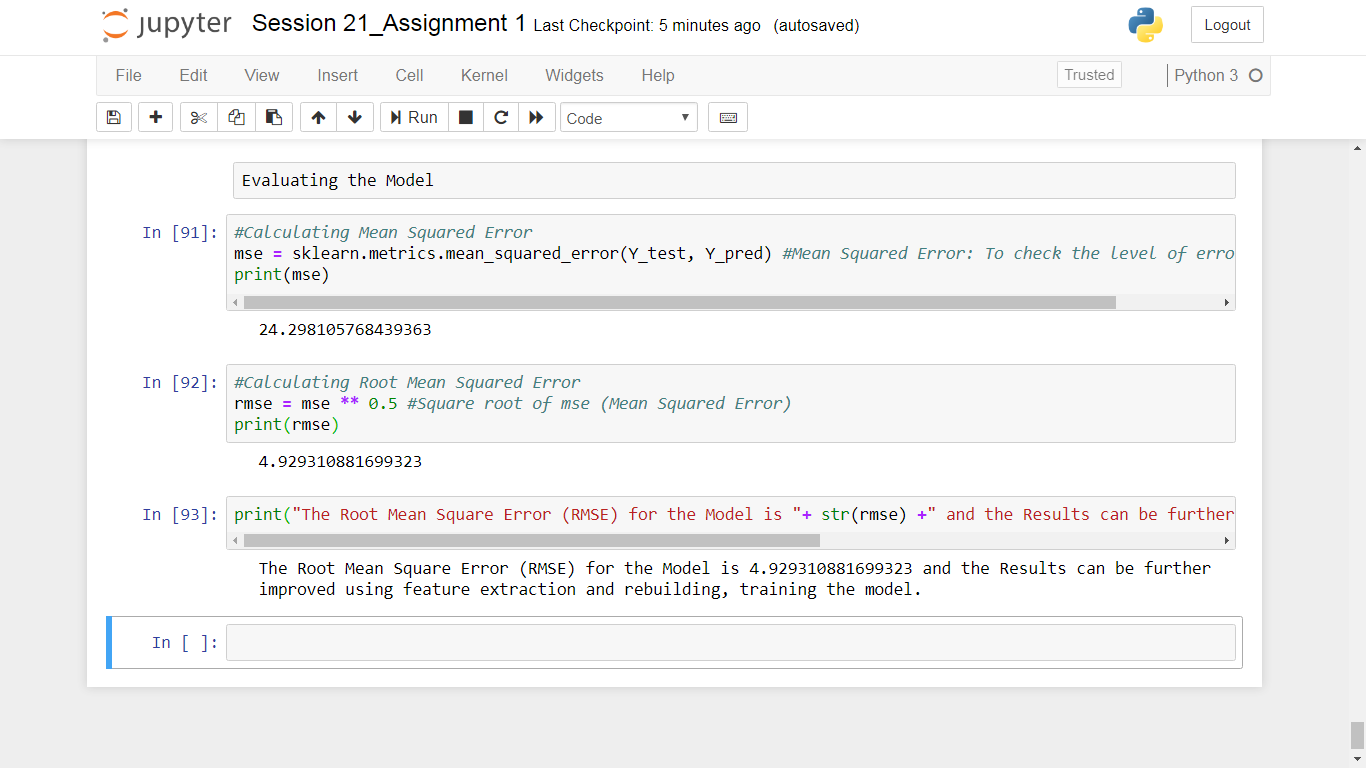 jupyter Session 21_Assignment 1 Last Checkpoint: 5 minutes ago (autosaved) Logout
File Edit View Insert Cell Kernel Widgets Help Trusted Python 3
Run Code
Evaluating the Model
In [91]: #Calculating Mean Squared Error
mse = sklearn.metrics.mean_squared_error(Y_test, Y_pred) #Mean Squared Error: To check the level of erro
print(mse)
24.298105768439363
In [92]: #Calculating Root Mean Squared Error
rmse = mse ** 0.5 #Square root of mse (Mean Squared Error)
print(rmse)
4.929310881699323
In [93]: print("The Root Mean Square Error (RMSE) for the Model is "+ str(rmse) +" and the Results can be further
The Root Mean Square Error (RMSE) for the Model is 4.929310881699323 and the Results can be further
improved using feature extraction and rebuilding, training the model.
In [ ]: